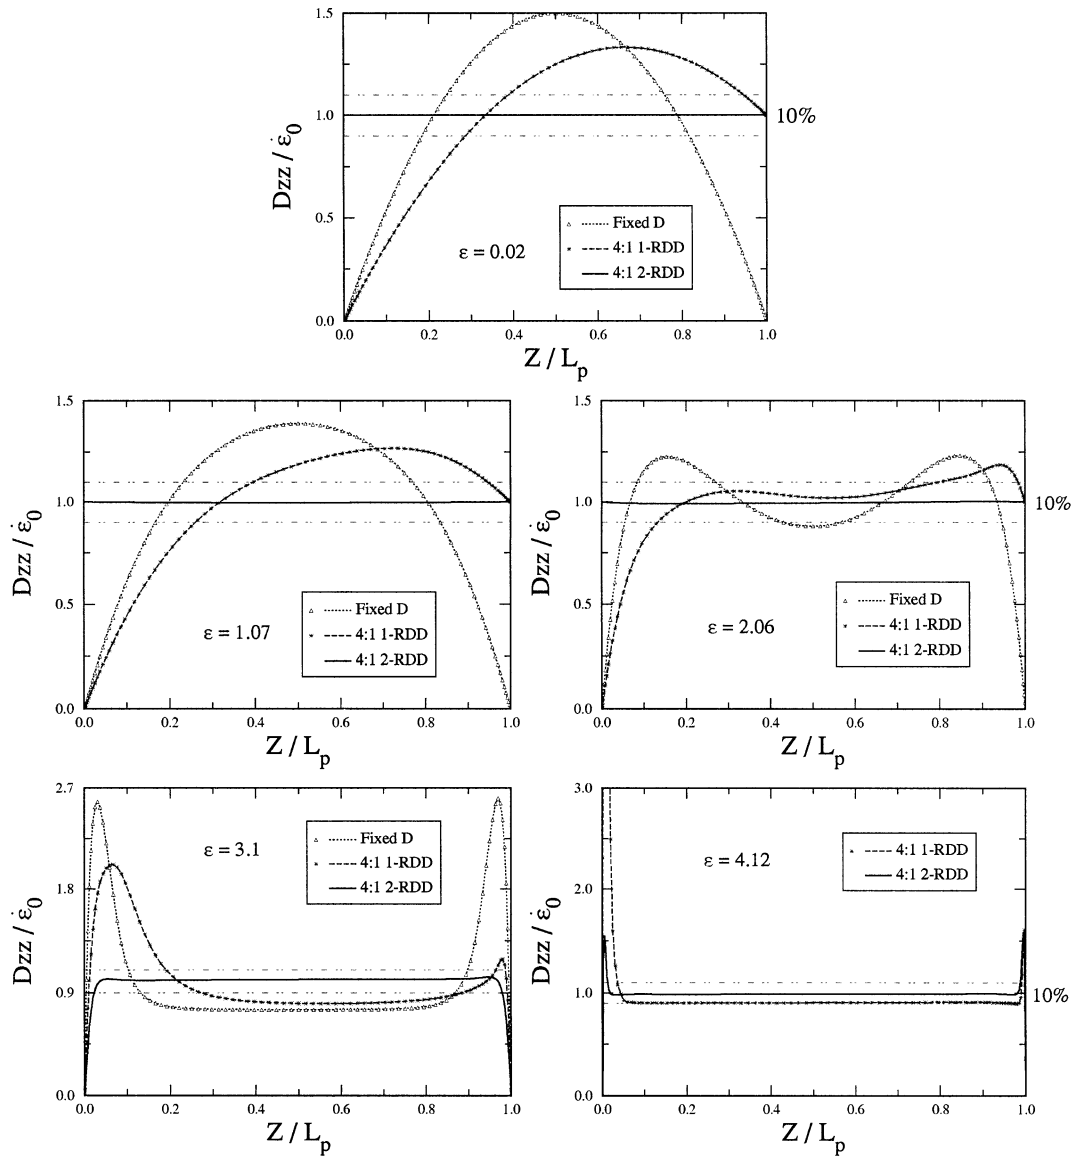 1.5
1.0
0.5
0.0
Dzz / ε̇0
10%
Fixed D
4:1 1-RDD
4:1 2-RDD
ε = 0.02
0.0 0.2 0.4 0.6 0.8 1.0
Z / Lp
1.5
1.0
0.5
0.0
Dzz / ε̇0
ε = 1.07
Fixed D
4:1 1-RDD
4:1 2-RDD
0.0 0.2 0.4 0.6 0.8 1.0
Z / Lp
1.5
1.0
0.5
0.0
Dzz / ε̇0
10%
ε = 2.06
Fixed D
4:1 1-RDD
4:1 2-RDD
0.0 0.2 0.4 0.6 0.8 1.0
Z / Lp
2.7
1.8
0.9
0.0
Dzz / ε̇0
ε = 3.1
Fixed D
4:1 1-RDD
4:1 2-RDD
0.0 0.2 0.4 0.6 0.8 1.0
Z / Lp
3.0
2.0
1.0
0.0
Dzz / ε̇0
ε = 4.12
4:1 1-RDD
4:1 2-RDD
10%
0.0 0.2 0.4 0.6 0.8 1.0
Z / Lp